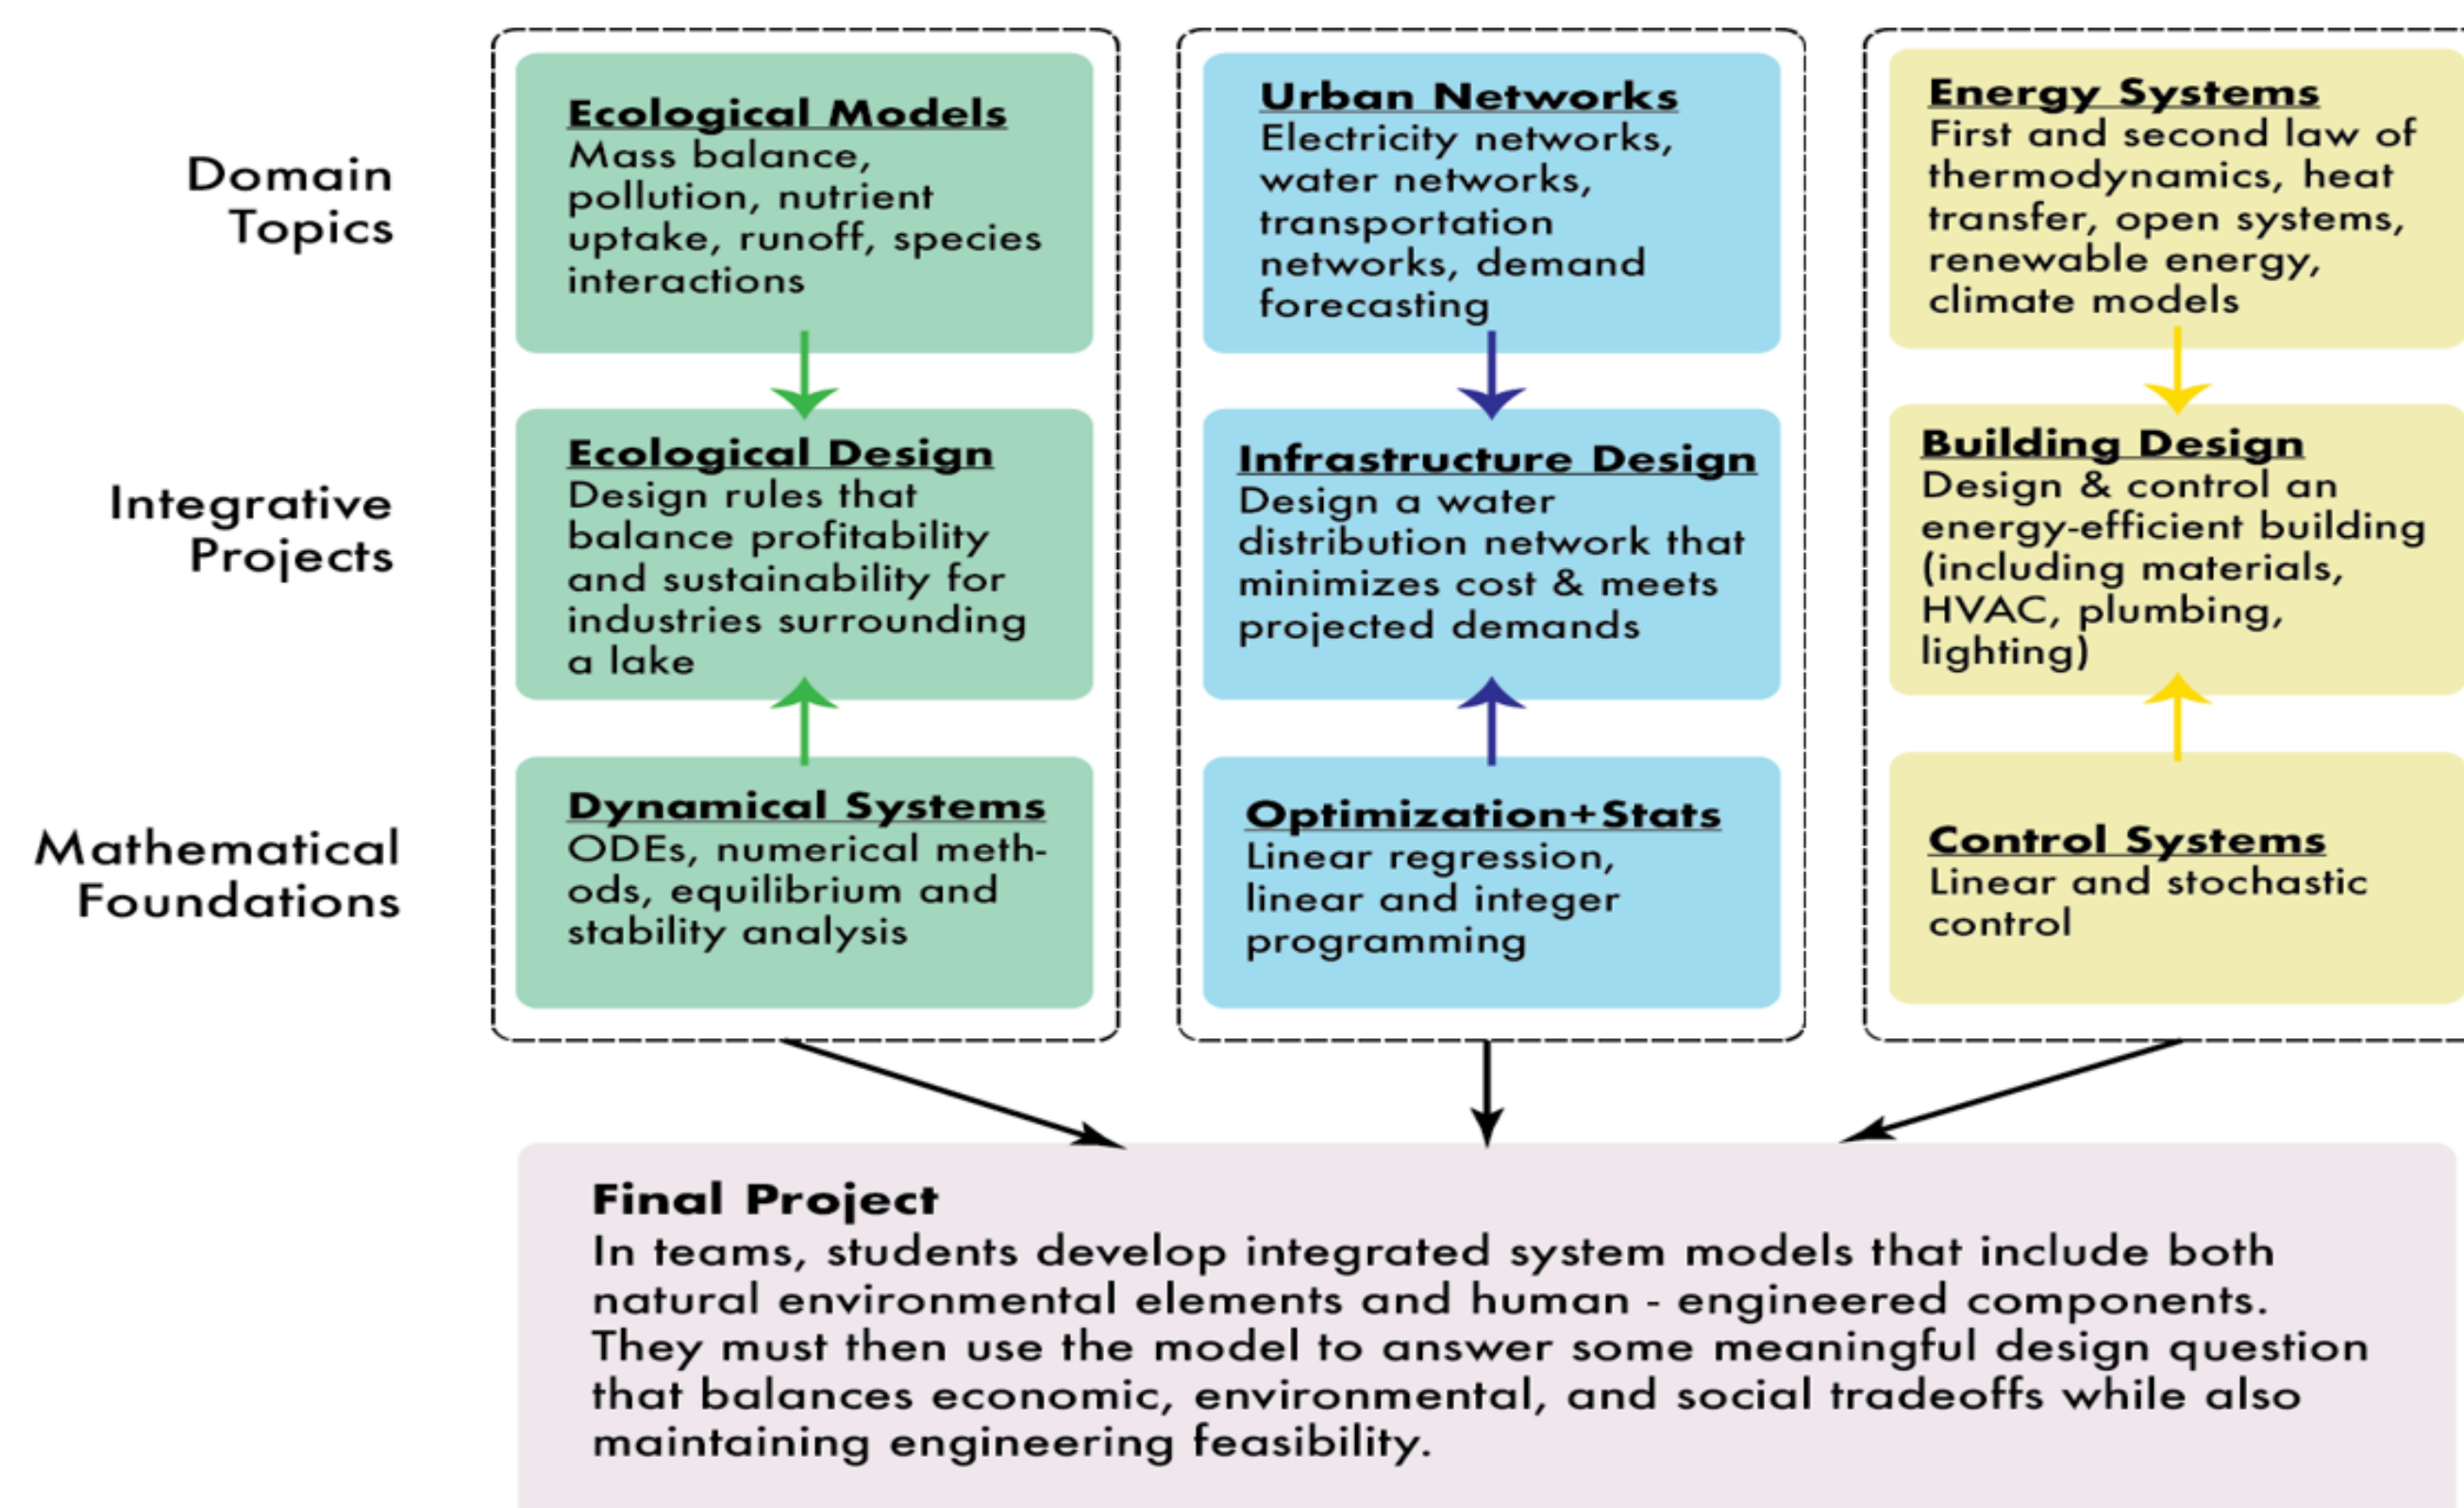 Domain
Topics
Ecological Models
Mass balance,
pollution, nutrient
uptake, runoff, species
interactions
Urban Networks
Electricity networks,
water networks,
transportation
networks, demand
forecasting
Energy Systems
First and second law of
thermodynamics, heat
transfer, open systems,
renewable energy,
climate models
Integrative
Projects
Ecological Design
Design rules that
balance profitability
and sustainability for
industries surrounding
a lake
Infrastructure Design
Design a water
distribution network that
minimizes cost & meets
projected demands
Building Design
Design & control an
energy-efficient building
(including materials,
HVAC, plumbing,
lighting)
Mathematical
Foundations
Dynamical Systems
ODEs, numerical meth-
ods, equilibrium and
stability analysis
Optimization+Stats
Linear regression,
linear and integer
programming
Control Systems
Linear and stochastic
control
Final Project
In teams, students develop integrated system models that include both
natural environmental elements and human - engineered components.
They must then use the model to answer some meaningful design question
that balances economic, environmental, and social tradeoffs while also
maintaining engineering feasibility.